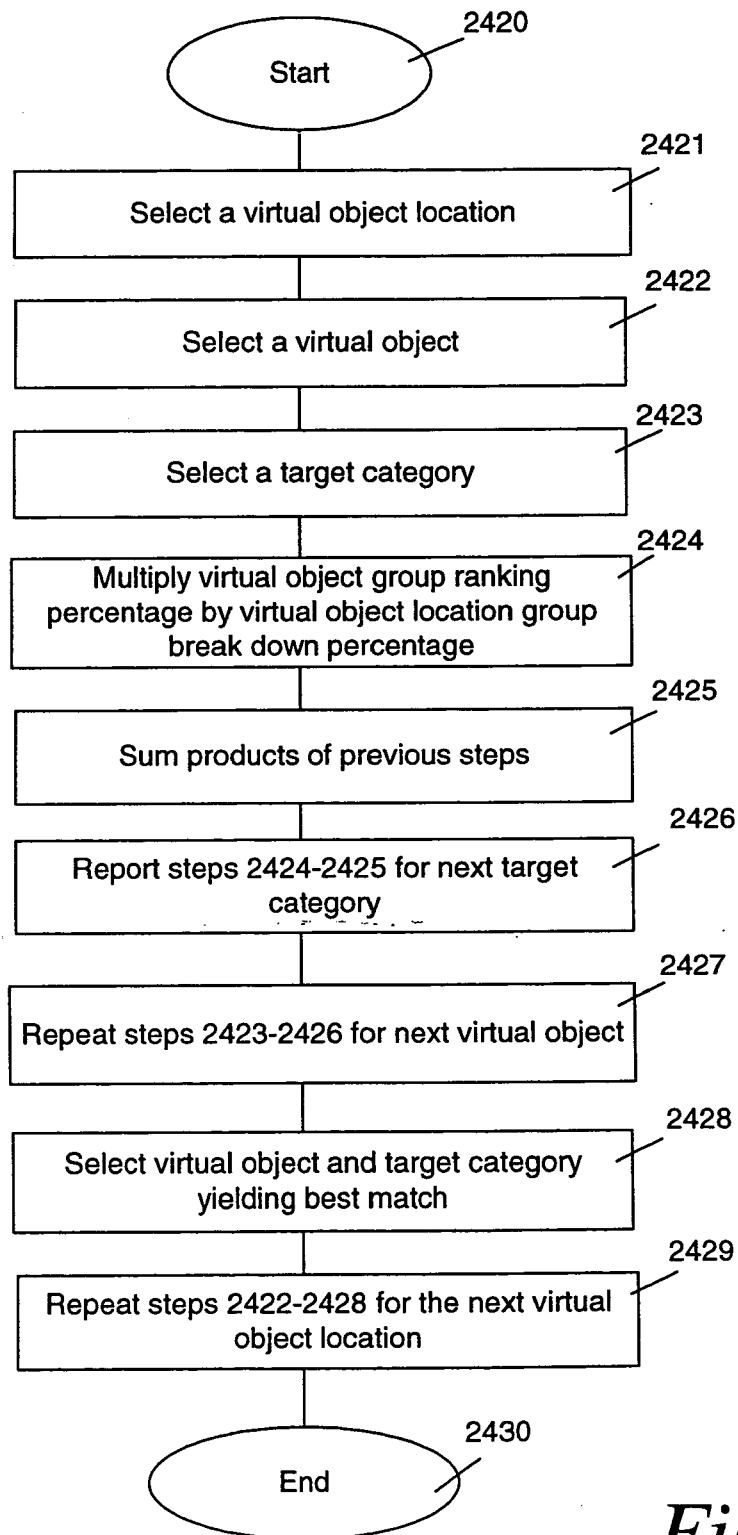 2420
Start
2421
Select a virtual object location
2422
Select a virtual object
2423
Select a target category
2424
Multiply virtual object group ranking
percentage by virtual object location group
break down percentage
2425
Sum products of previous steps
2426
Report steps 2424-2425 for next target
category
2427
Repeat steps 2423-2426 for next virtual object
2428
Select virtual object and target category
yielding best match
2429
Repeat steps 2422-2428 for the next virtual
object location
2430
End